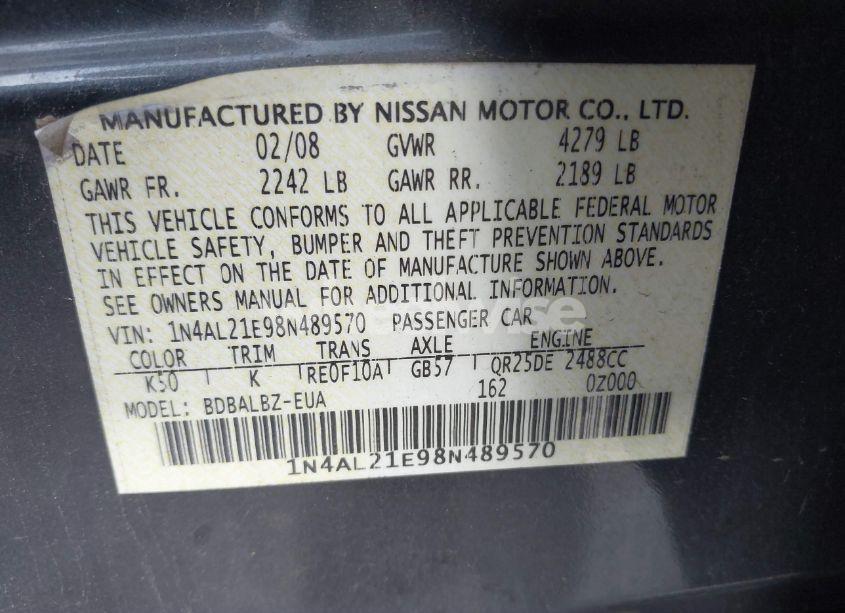 MANUFACTURED BY NISSAN MOTOR CO., LTD.
DATE 02/08 GVWR 4279 LB
GAWR FR. 2242 LB GAWR RR. 2189 LB
THIS VEHICLE CONFORMS TO ALL APPLICABLE FEDERAL MOTOR
VEHICLE SAFETY, BUMPER AND THEFT PREVENTION STANDARDS
IN EFFECT ON THE DATE OF MANUFACTURE SHOWN ABOVE.
SEE OWNERS MANUAL FOR ADDITIONAL INFORMATION.
VIN: 1N4AL21E98N489570 PASSENGER CAR
COLOR TRIM TRANS AXLE ENGINE
K50 K RE0F10A GB57 QR25DE 2488CC
MODEL: BDBALBZ-EUA 162 0Z000
1N4AL21E98N489570